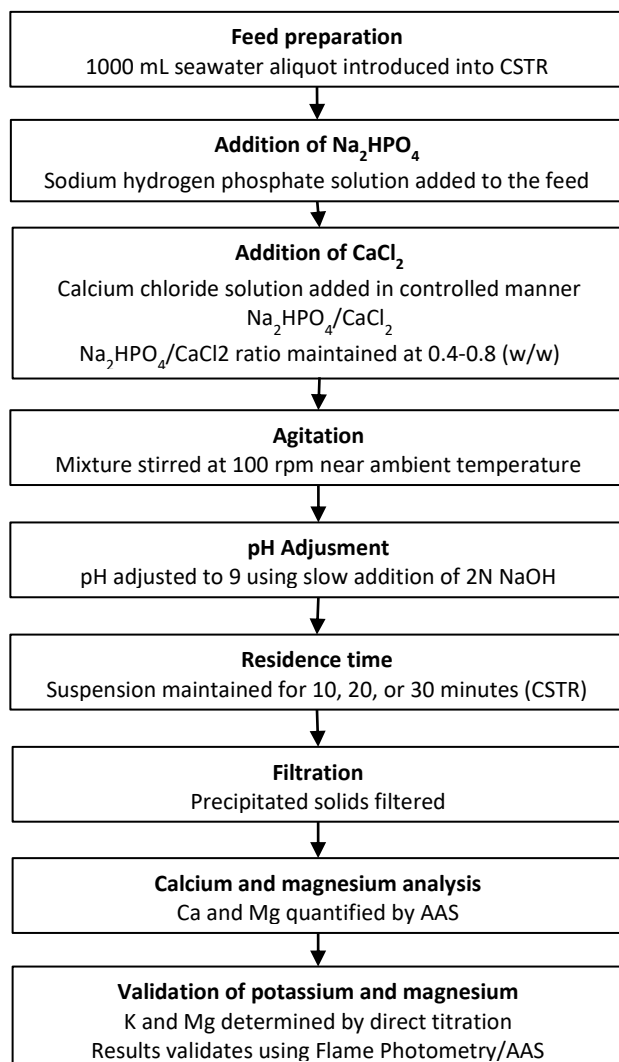 Feed preparation
1000 mL seawater aliquot introduced into CSTR
Addition of Na₂HPO₄
Sodium hydrogen phosphate solution added to the feed
Addition of CaCl₂
Calcium chloride solution added in controlled manner
Na₂HPO₄/CaCl₂
Na₂HPO₄/CaCl2 ratio maintained at 0.4-0.8 (w/w)
Agitation
Mixture stirred at 100 rpm near ambient temperature
pH Adjusment
pH adjusted to 9 using slow addition of 2N NaOH
Residence time
Suspension maintained for 10, 20, or 30 minutes (CSTR)
Filtration
Precipitated solids filtered
Calcium and magnesium analysis
Ca and Mg quantified by AAS
Validation of potassium and magnesium
K and Mg determined by direct titration
Results validates using Flame Photometry/AAS